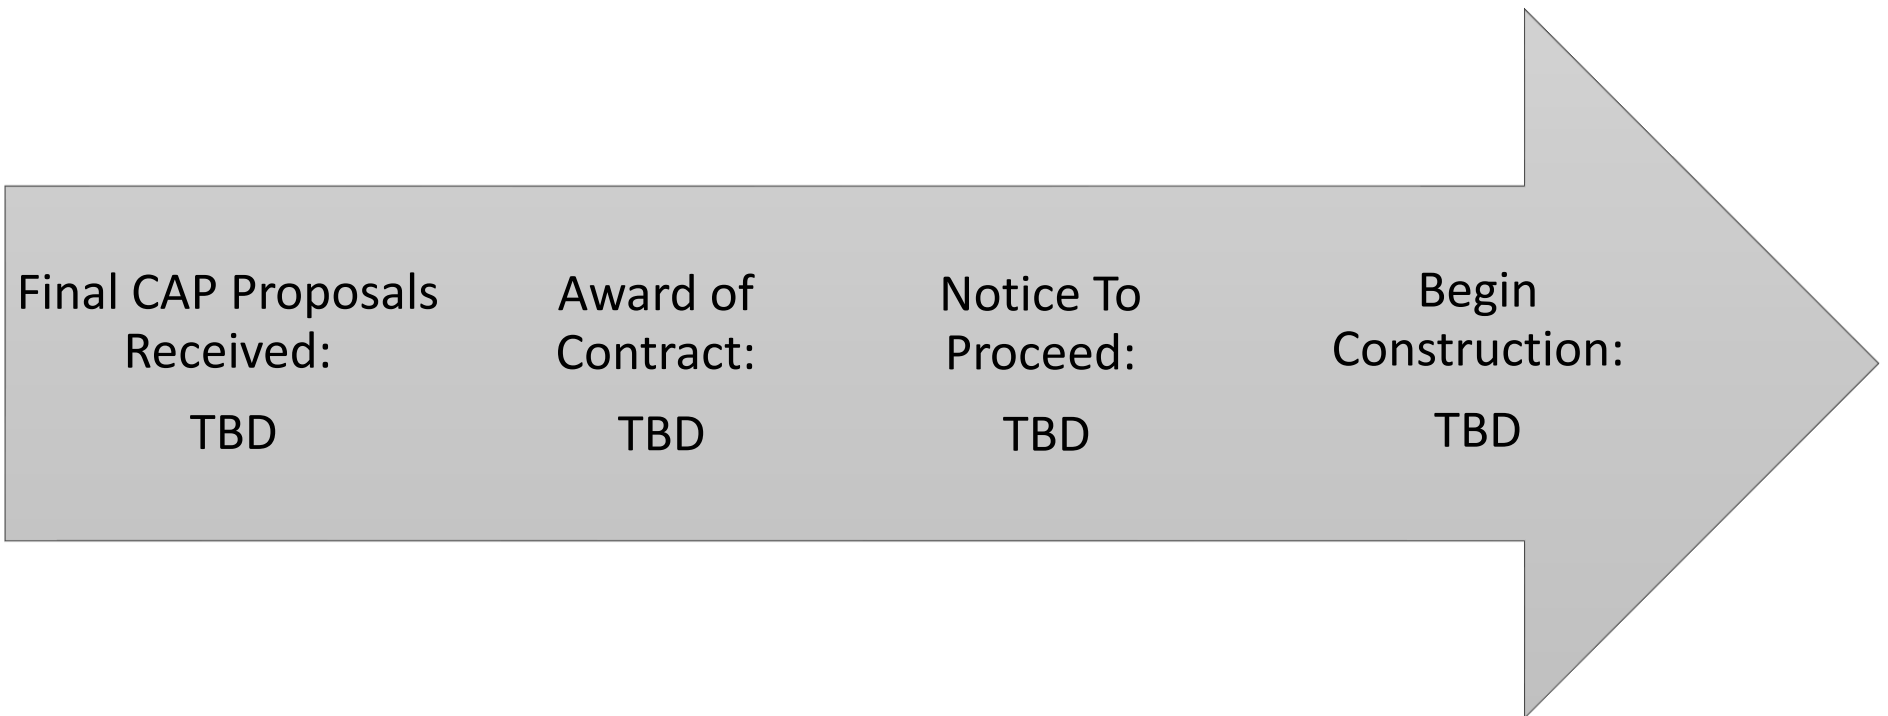 Final CAP Proposals
Received:
TBD
Award of
Contract:
TBD
Notice To
Proceed:
TBD
Begin
Construction:
TBD